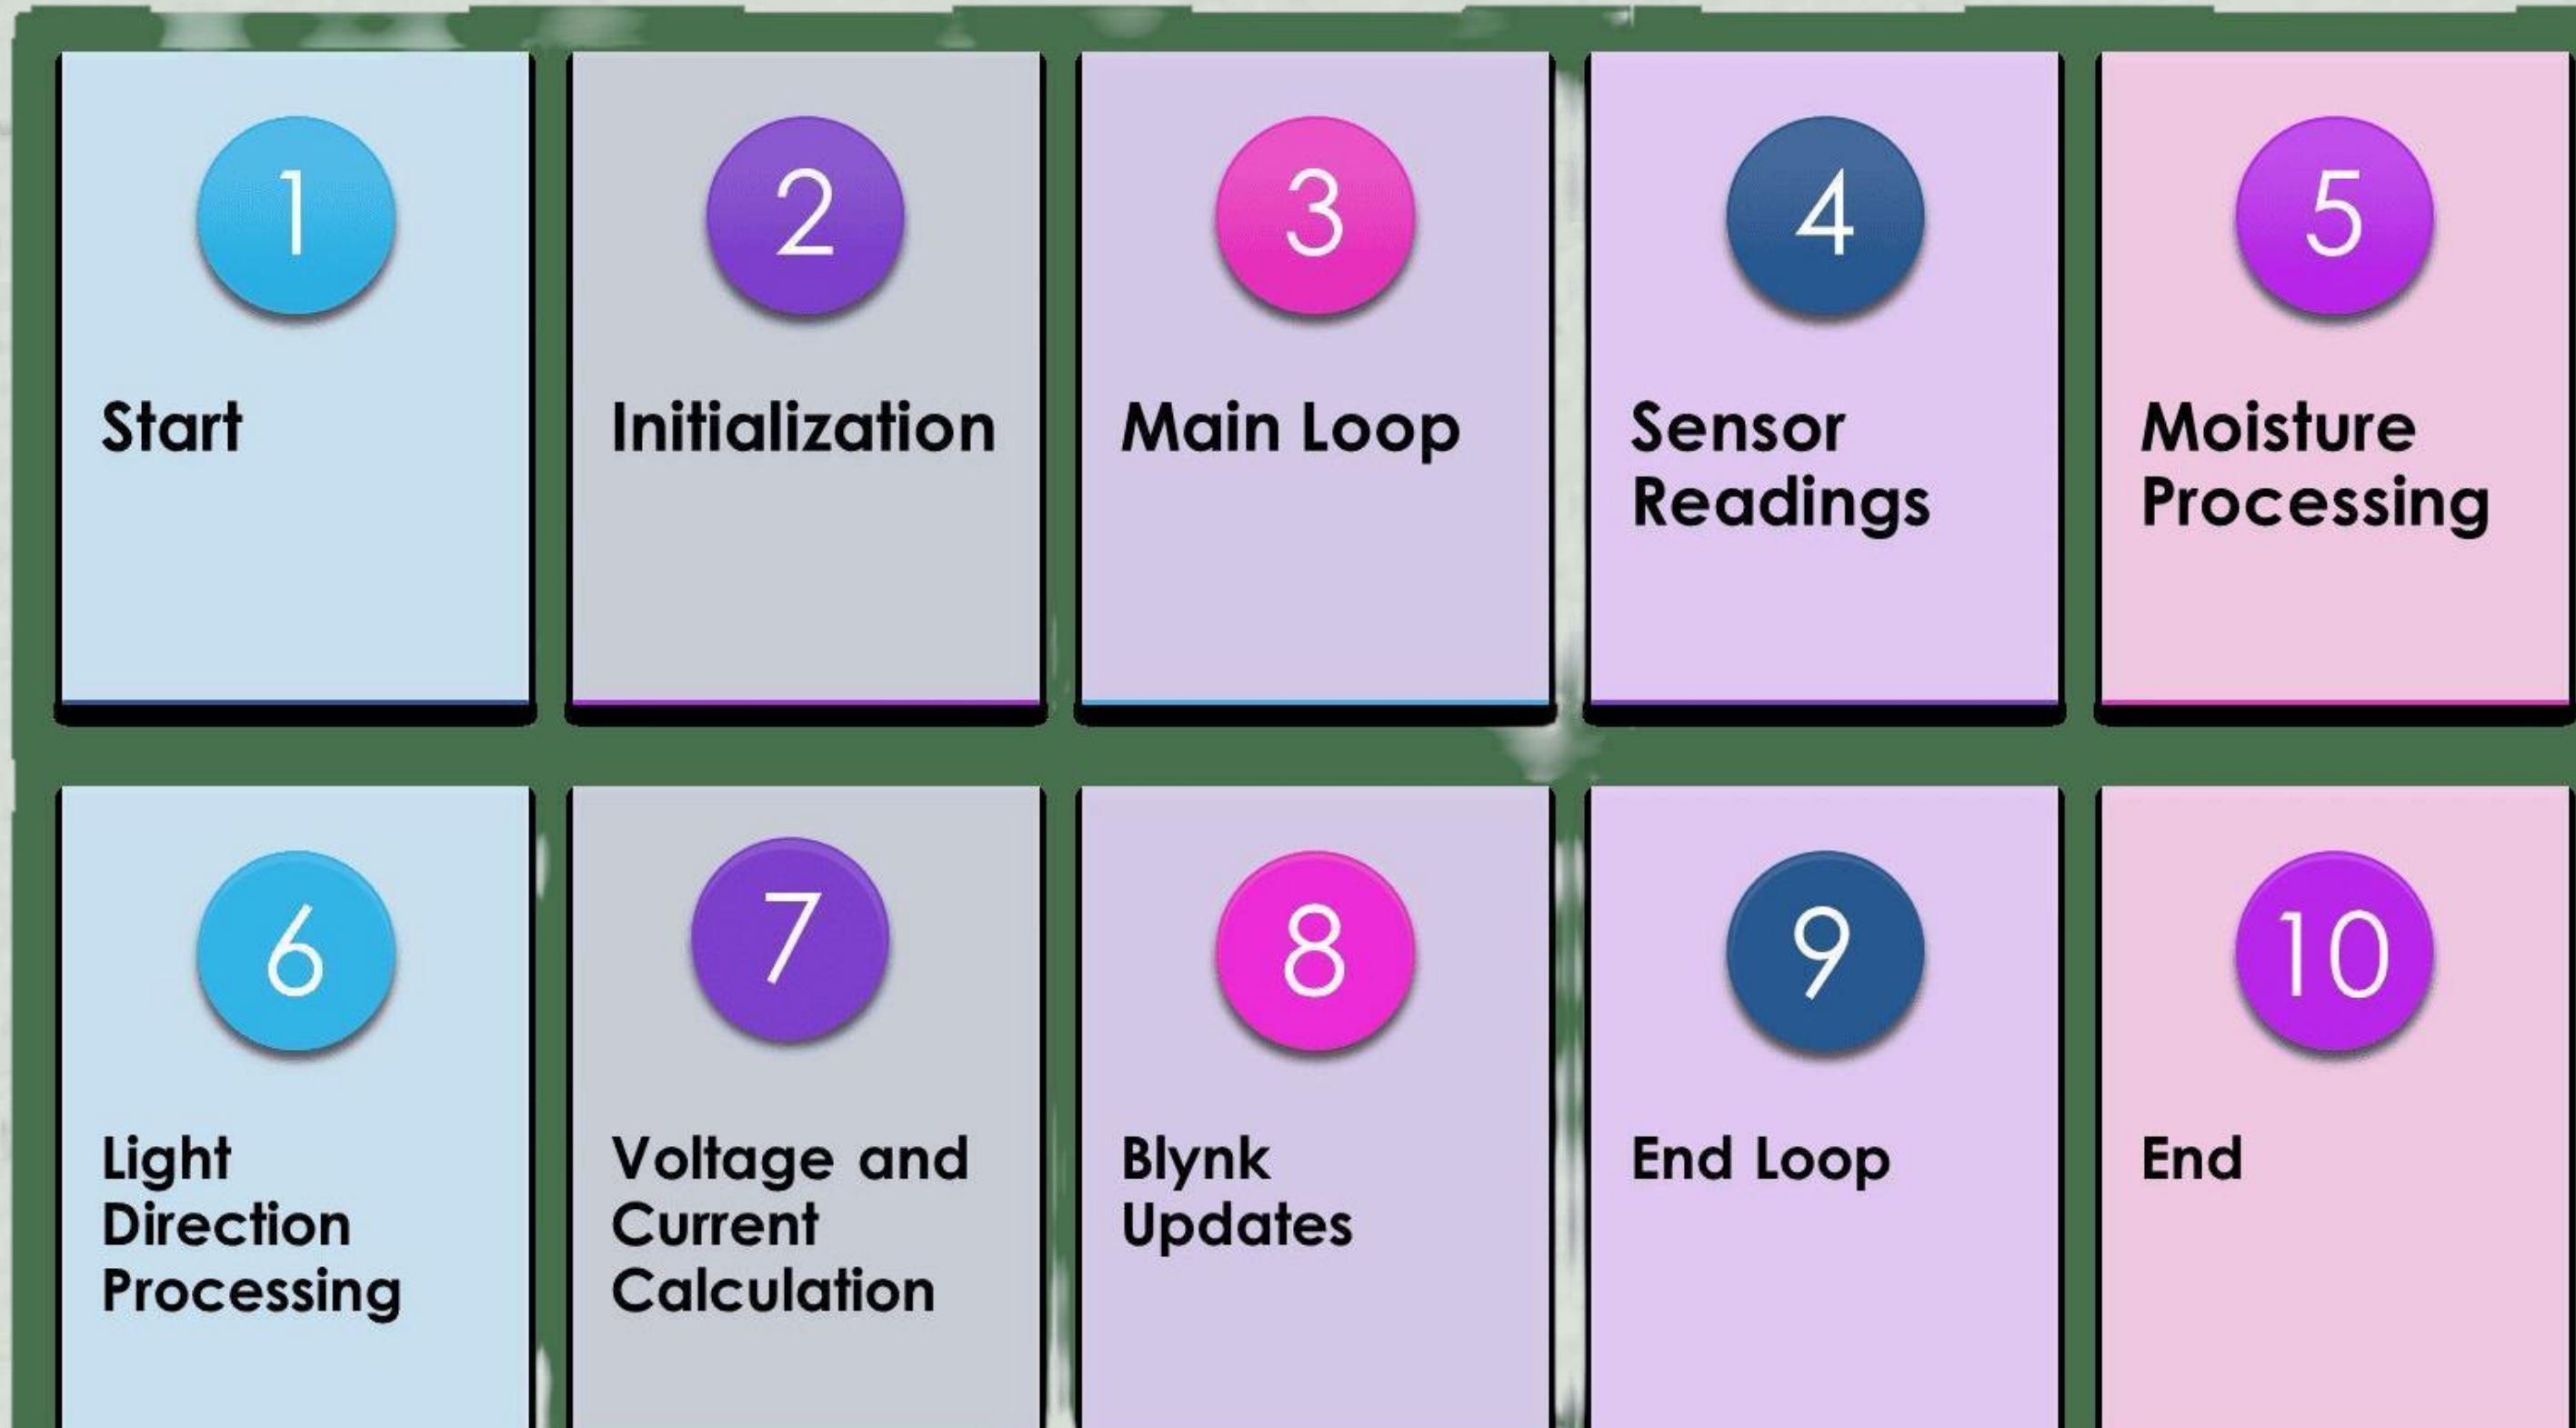 1
Start
2
Initialization
3
Main Loop
4
Sensor
Readings
5
Moisture
Processing
6
Light
Direction
Processing
7
Voltage and
Current
Calculation
8
Blynk
Updates
9
End Loop
10
End